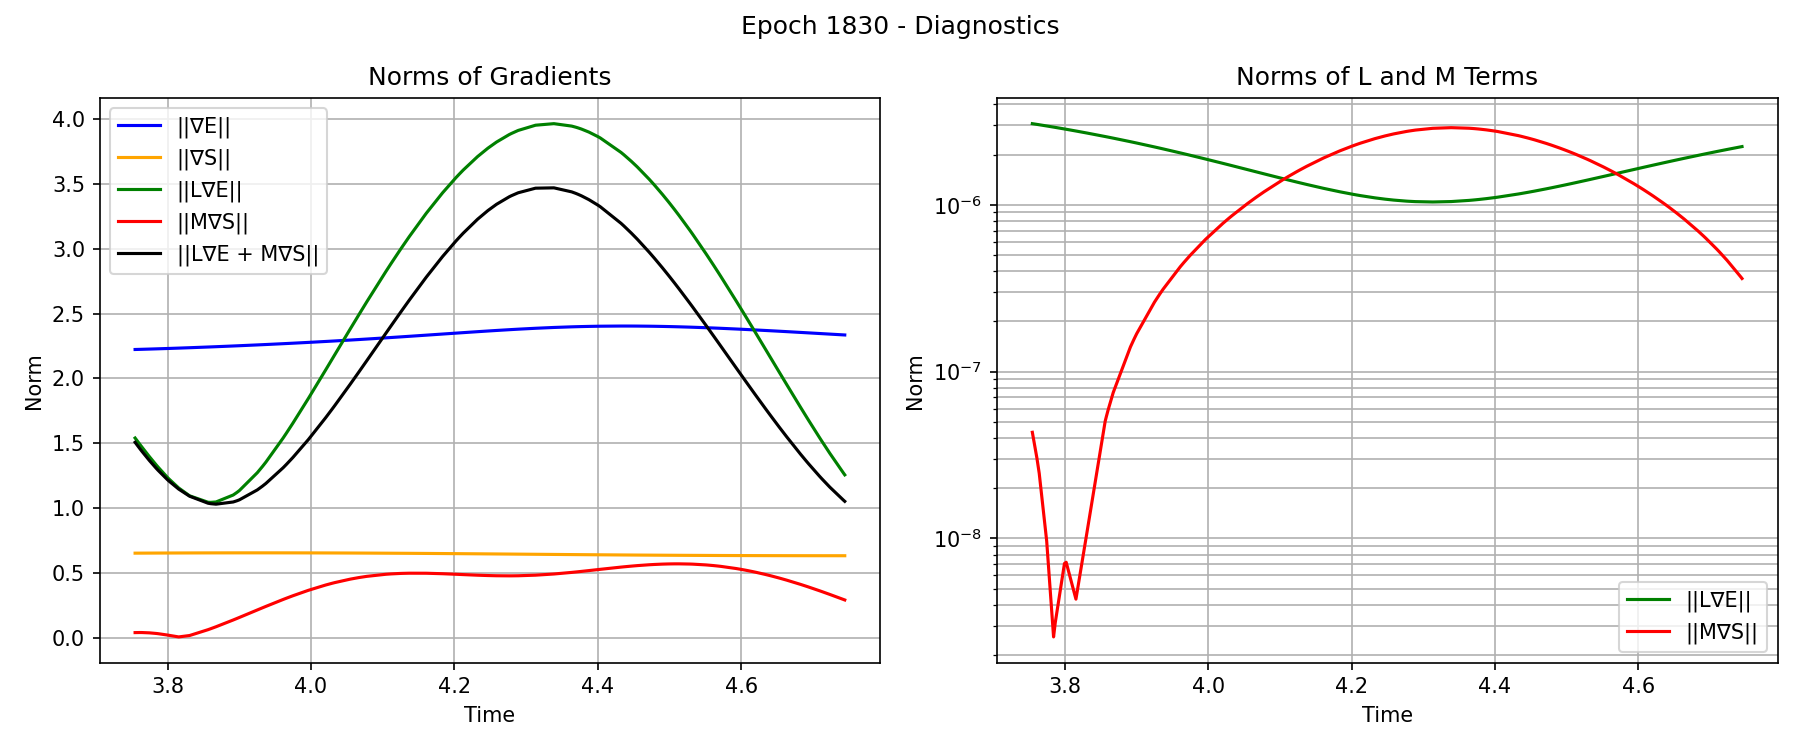 Epoch 1830 - Diagnostics
Norms of Gradients
||∇E||
||∇S||
||L∇E||
||M∇S||
||L∇E + M∇S||
4.0
3.5
3.0
2.5
2.0
1.5
1.0
0.5
0.0
Norm
3.8
4.0
4.2
4.4
4.6
Time
Norms of L and M Terms
10⁻⁶
10⁻⁷
10⁻⁸
Norm
||L∇E||
||M∇S||
3.8
4.0
4.2
4.4
4.6
Time